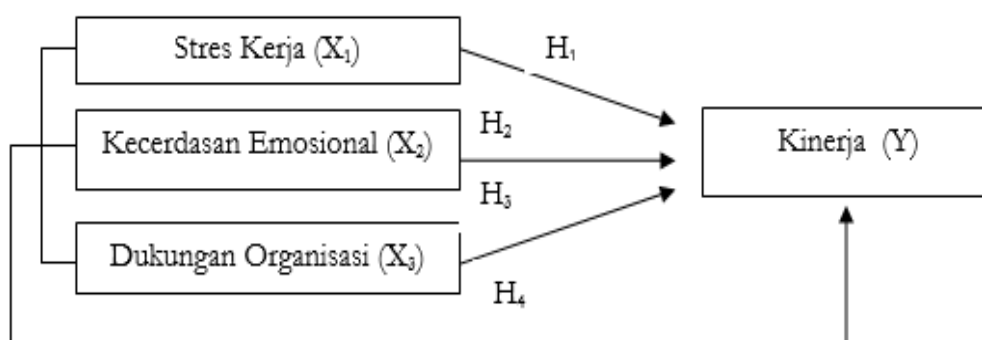 Stres Kerja (X₁)
H₁
Kecerdasan Emosional (X₂)
H₂
Kinerja (Y)
H₃
Dukungan Organisasi (X₃)
H₄